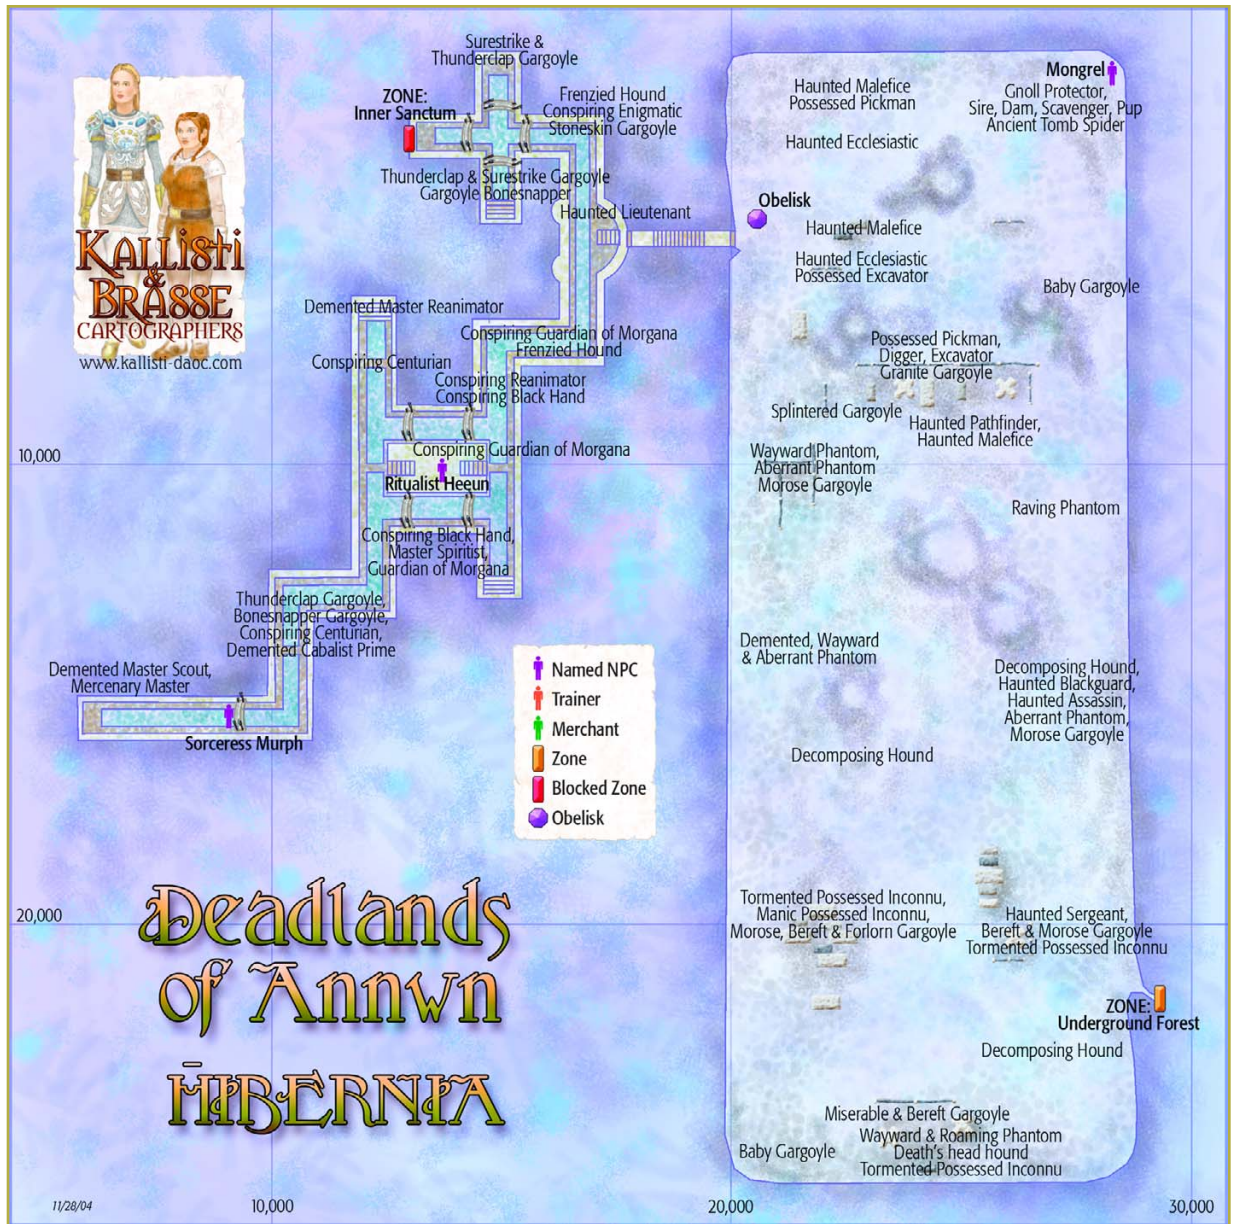 Surestrike &
Thunderclap Gargoyle
ZONE:
Inner Sanctum
Frenzied Hound
Conspiring Enigmatic
Stoneskin Gargoyle
Thunderclap & Surestrike Gargoyle
Gargoyle Bonesnapper
Haunted Lieutenant
KALLISTI
&
BRASSE
CARTOGRAPHERS
www.kallisti-daoc.com
Demented Master Reanimator
Conspiring Guardian of Morgana
Frenzied Hound
Conspiring Centurian
Conspiring Reanimator
Conspiring Black Hand
Conspiring Guardian of Morgana
10,000
Ritualist Heeun
Conspiring Black Hand,
Master Spiritist,
Guardian of Morgana
Thunderclap Gargoyle,
Bonesnapper Gargoyle,
Conspiring Centurian,
Demented Cabalist Prime
Demented Master Scout,
Mercenary Master
Sorceress Murph
Named NPC
Trainer
Merchant
Zone
Blocked Zone
Obelisk
Haunted Malefice
Possessed Pickman
Mongrel
Gnoll Protector,
Sire, Dam, Scavenger, Pup
Ancient Tomb Spider
Haunted Ecclesiastic
Obelisk
Haunted Malefice
Haunted Ecclesiastic
Possessed Excavator
Baby Gargoyle
Possessed Pickman,
Digger, Excavator
Granite Gargoyle
Splintered Gargoyle
Haunted Pathfinder,
Haunted Malefice
Wayward Phantom,
Aberrant Phantom
Morose Gargoyle
Raving Phantom
Demented, Wayward
& Aberrant Phantom
Decomposing Hound,
Haunted Blackguard,
Haunted Assassin,
Aberrant Phantom,
Morose Gargoyle
Decomposing Hound
Tormented Possessed Inconnu,
Manic Possessed Inconnu,
Morose, Bereft & Forlorn Gargoyle
Haunted Sergeant,
Bereft & Morose Gargoyle
Tormented Possessed Inconnu
ZONE:
Underground Forest
Decomposing Hound
Miserable & Bereft Gargoyle
Wayward & Roaming Phantom
Death's head hound
Tormented Possessed Inconnu
Baby Gargoyle
20,000
Deadlands
of Annwn
HIBERNIA
11/28/04
10,000
20,000
30,000